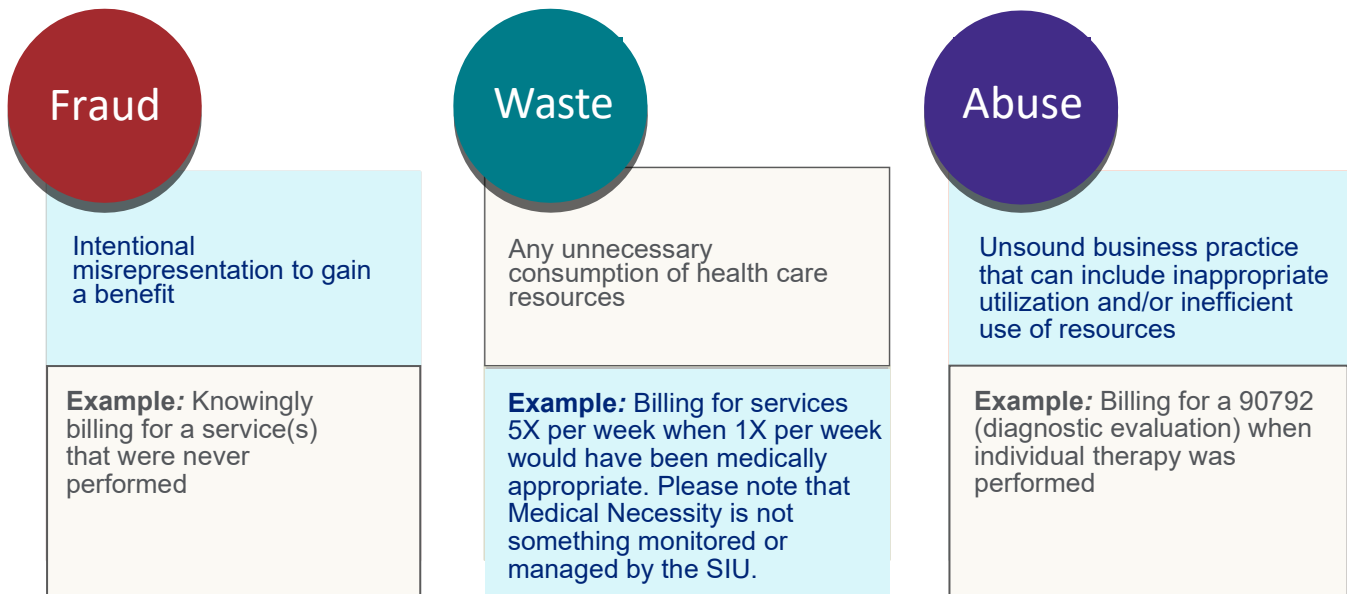 Fraud
Intentional
misrepresentation to gain
a benefit
Example: Knowingly
billing for a service(s)
that were never
performed
Waste
Any unnecessary
consumption of health care
resources
Example: Billing for services
5X per week when 1X per week
would have been medically
appropriate. Please note that
Medical Necessity is not
something monitored or
managed by the SIU.
Abuse
Unsound business practice
that can include inappropriate
utilization and/or inefficient
use of resources
Example: Billing for a 90792
(diagnostic evaluation) when
individual therapy was
performed